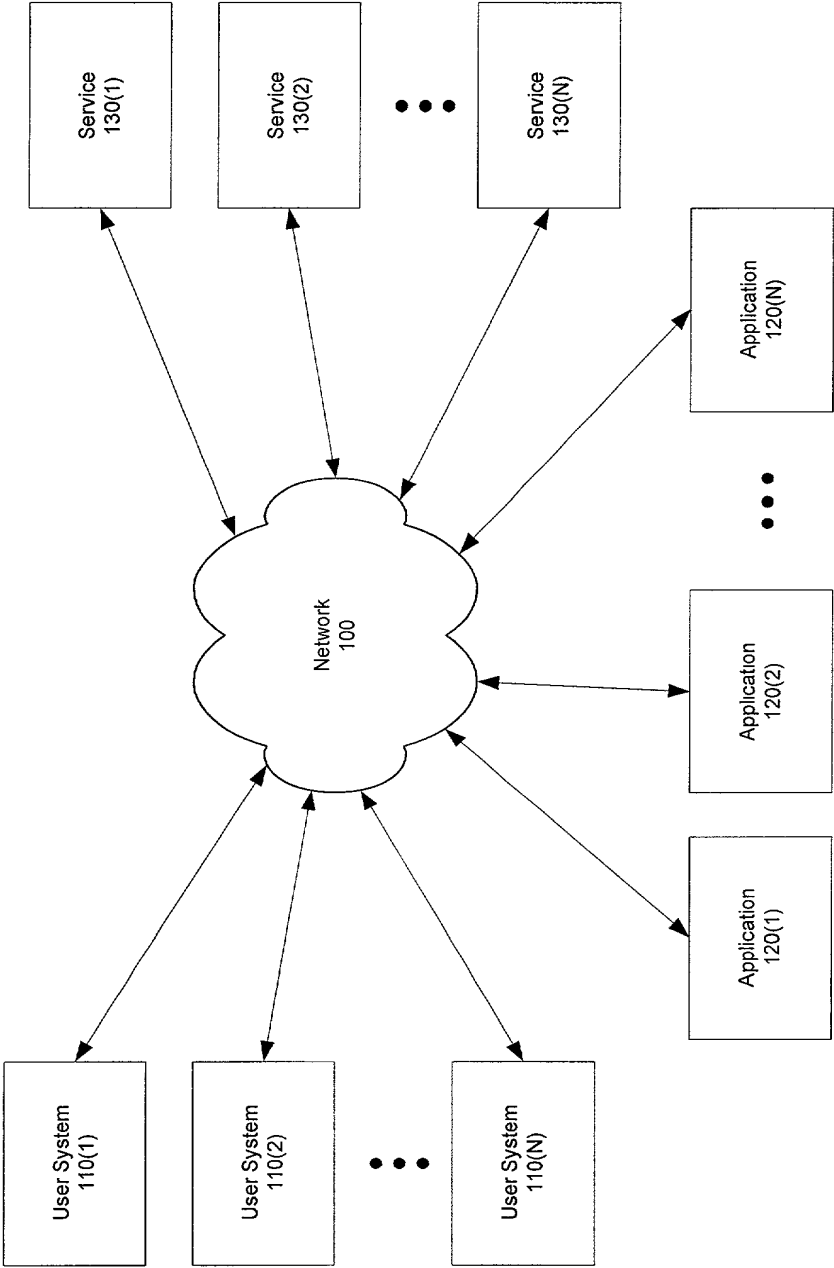 User System
110(1)
User System
110(2)
User System
110(N)
Network
100
Service
130(1)
Service
130(2)
Service
130(N)
Application
120(1)
Application
120(2)
Application
120(N)